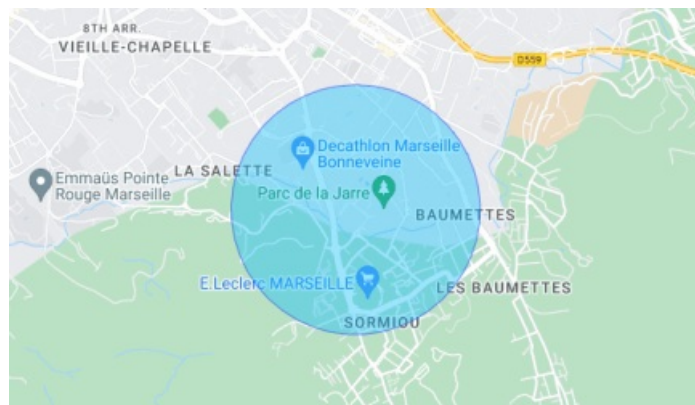 8TH ARR.
VIEILLE-CHAPELLE
D559
Decathlon Marseille
Bonneveine
Emmaüs Pointe
Rouge Marseille
LA SALETTE
Parc de la Jarre
BAUMETTES
E.Leclerc MARSEILLE
LES BAUMETTES
SORMIOU